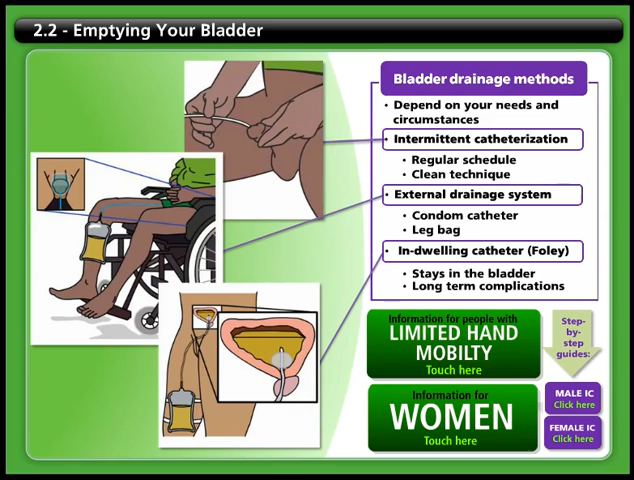 2.2 - Emptying Your Bladder
Bladder drainage methods
• Depend on your needs and
circumstances
• Intermittent catheterization
• Regular schedule
• Clean technique
• External drainage system
• Condom catheter
• Leg bag
• In-dwelling catheter (Foley)
• Stays in the bladder
• Long term complications
Information for people with
LIMITED HAND
MOBILTY
Touch here
Information for
WOMEN
Touch here
Step-
by-
step
guides:
MALE IC
Click here
FEMALE IC
Click here